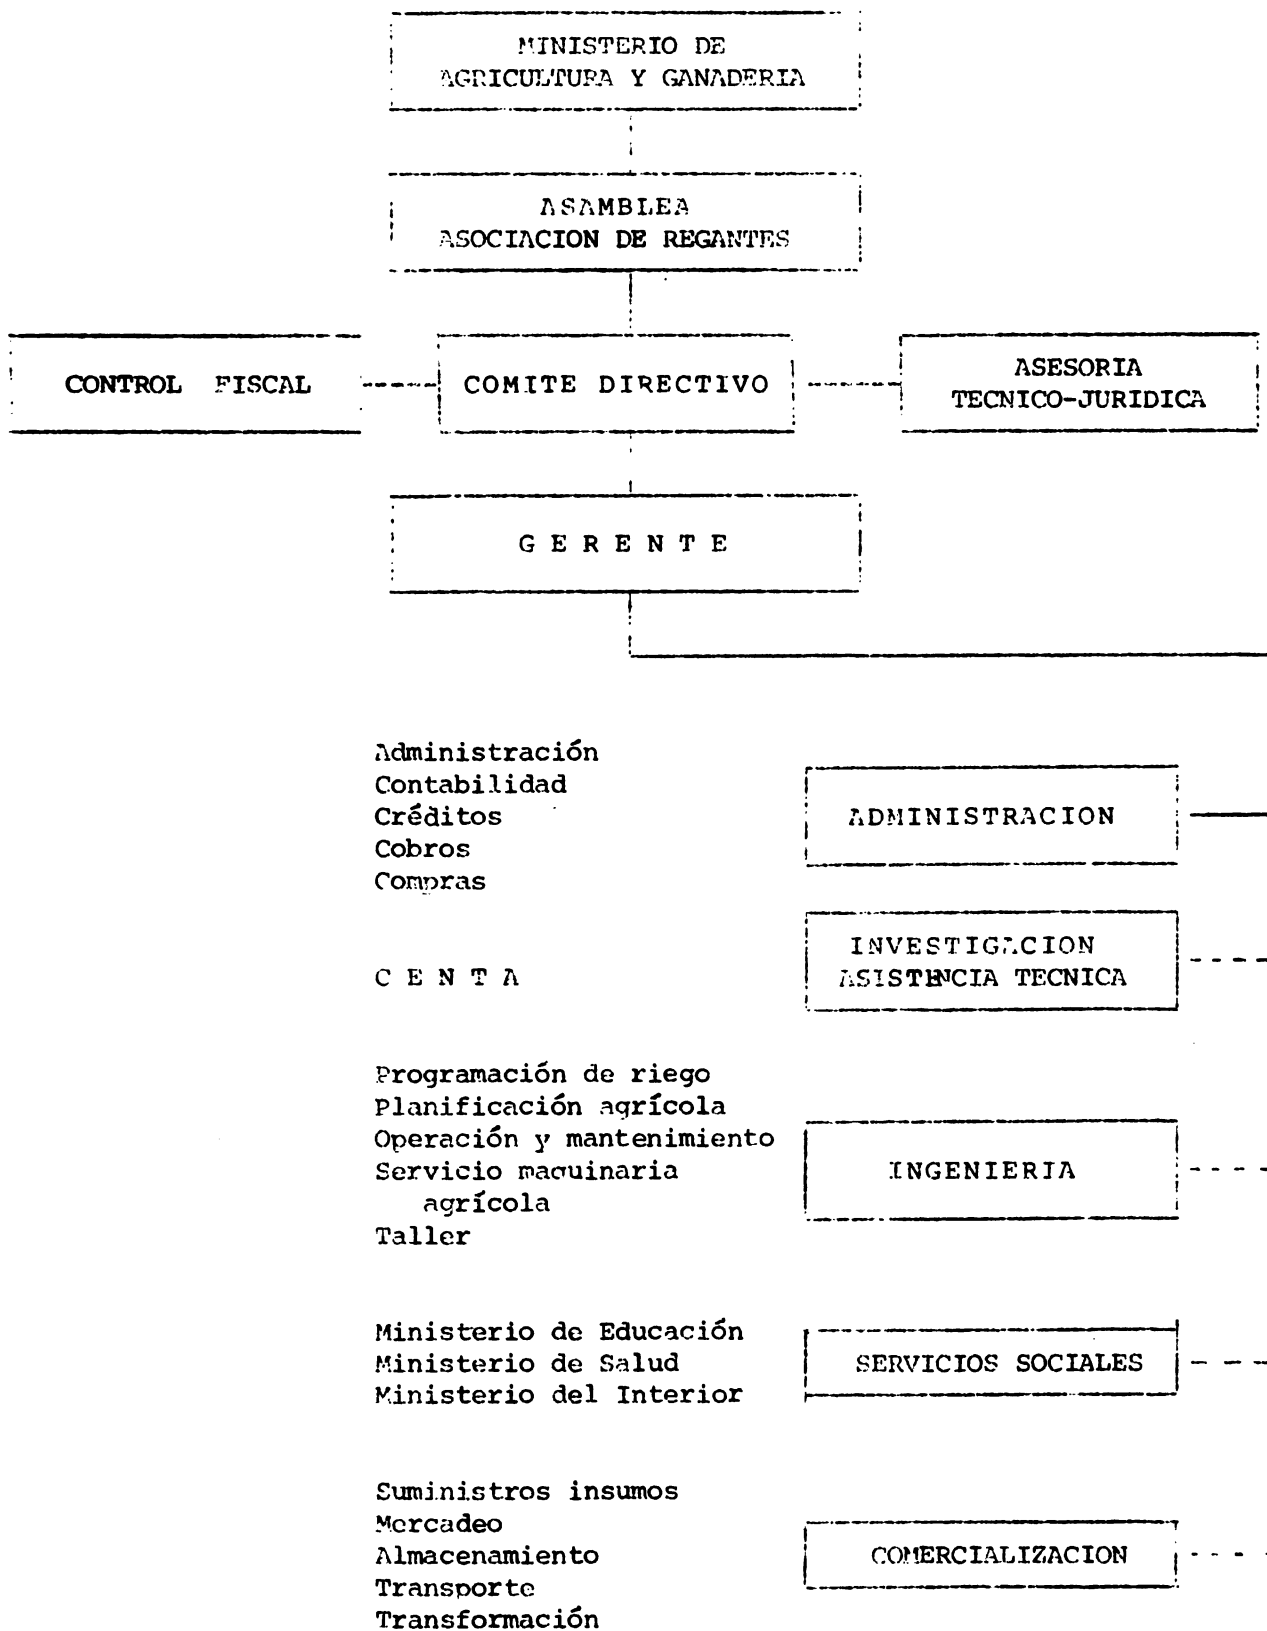 MINISTERIO DE
AGRICULTURA Y GANADERIA
ASAMBLEA
ASOCIACION DE REGANTES
CONTROL FISCAL
COMITE DIRECTIVO
ASESORIA
TECNICO-JURIDICA
G E R E N T E
Administración
Contabilidad
Créditos
Cobros
Compras
ADMINISTRACION
C E N T A
INVESTIGACION
ASISTENCIA TECNICA
Programación de riego
Planificación agrícola
Operación y mantenimiento
Servicio maquinaria
agrícola
Taller
INGENIERIA
Ministerio de Educación
Ministerio de Salud
Ministerio del Interior
SERVICIOS SOCIALES
Suministros insumos
Mercadeo
Almacenamiento
Transporte
Transformación
COMERCIALIZACION